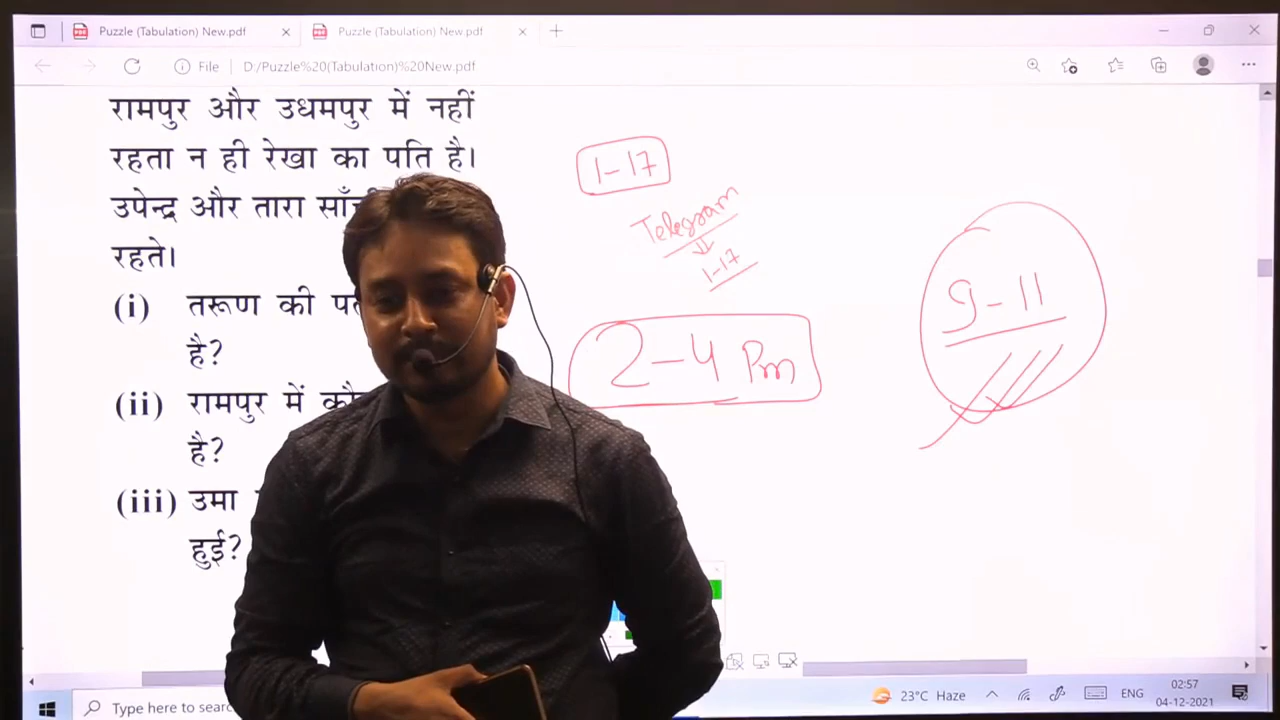 Puzzle (Tabulation) New.pdf
Puzzle (Tabulation) New.pdf
File
D:/Puzzle%20(Tabulation)%20New.pdf
रामपुर और उधमपुर में नहीं
रहता न ही रेखा का पति है।
उपेन्द्र और तारा
रहते।
(i) तरूण की
है?
(ii) रामपुर में
है?
(iii) उमा
हुई?
1-17
Telegram
1-17
2-4 Pm
9-11
Type here to searc
23°C Haze
ENG
02:57
04-12-2021